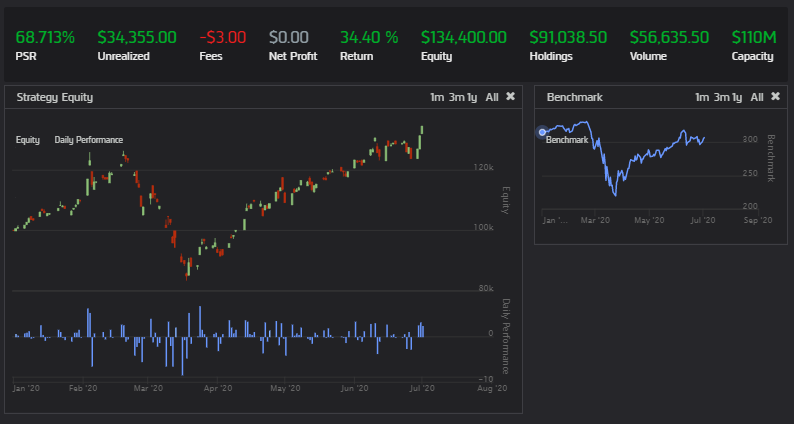 68.713% $34,355.00 -$3.00 $0.00 34.40 % $134,400.00 $91,038.50 $56,635.50 $110M
PSR Unrealized Fees Net Profit Return Equity Holdings Volume Capacity
Strategy Equity 1m 3m 1y All ✖
Equity Daily Performance
120k
100k
80k
Equity
0
-10
Daily Performance
Jan '20 Feb '20 Mar '20 Apr '20 May '20 Jun '20 Jul '20 Aug '20
Benchmark 1m 3m 1y All ✖
Benchmark
300
250
200
Benchmark
Jan '... Mar '20 May '20 Jul '20 Sep '20